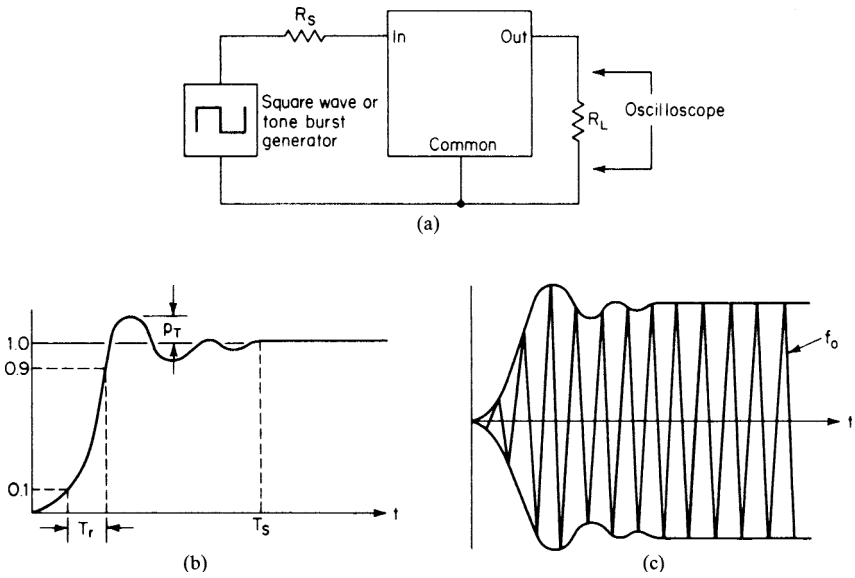 R_S
In
Out
Square wave or
tone burst
generator
R_L
Oscilloscope
Common
(a)
P_T
1.0
0.9
0.1
T_r
T_s
t
(b)
f_o
t
(c)